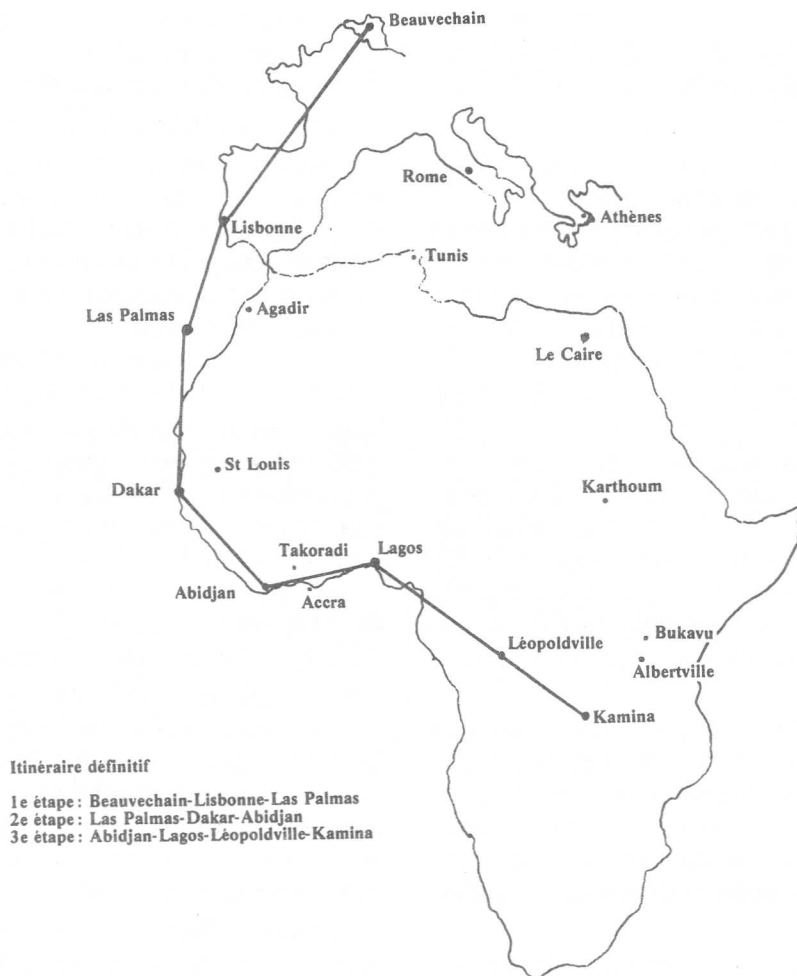 Beauvechain
Rome
Athènes
Lisbonne
Tunis
Agadir
Las Palmas
Le Caire
St Louis
Dakar
Karthoum
Takoradi
Lagos
Abidjan
Accra
Léopoldville
Bukavu
Albertville
Kamina
Itinéraire définitif
1e étape : Beauvechain-Lisbonne-Las Palmas
2e étape : Las Palmas-Dakar-Abidjan
3e étape : Abidjan-Lagos-Léopoldville-Kamina